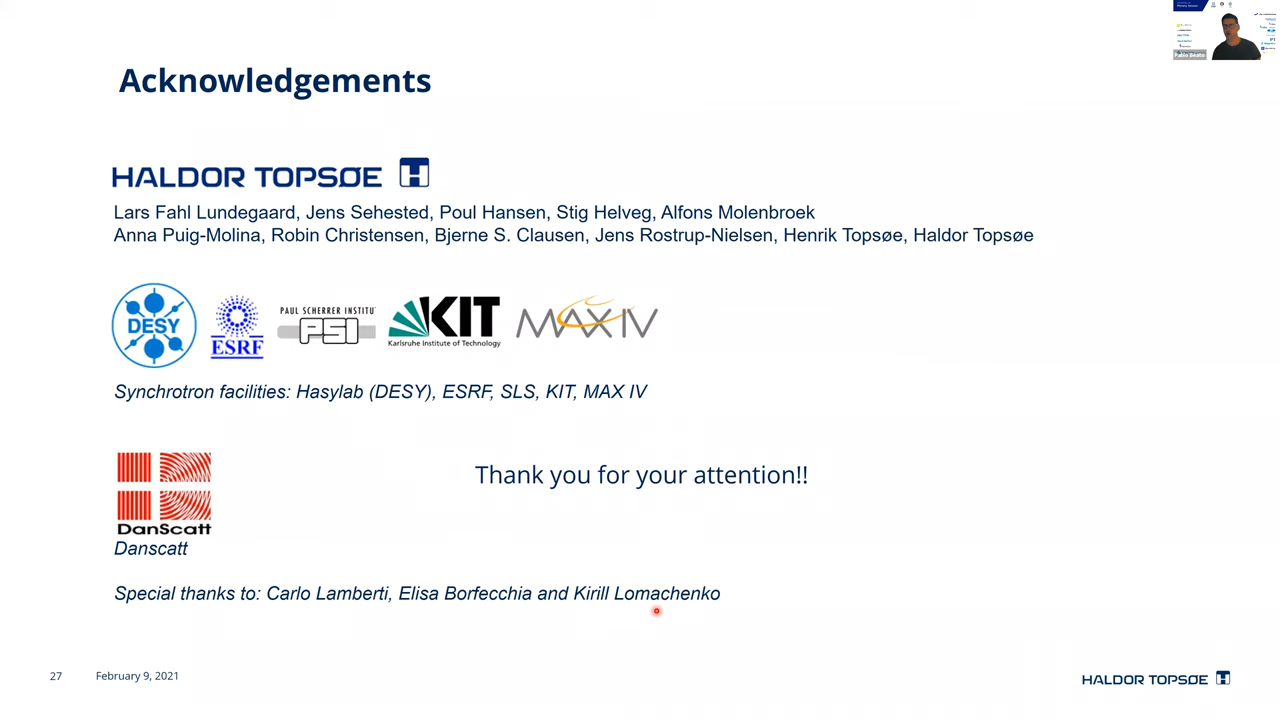 Acknowledgements
HALDOR TOPSØE
Lars Fahl Lundegaard, Jens Sehested, Poul Hansen, Stig Helveg, Alfons Molenbroek
Anna Puig-Molina, Robin Christensen, Bjerne S. Clausen, Jens Rostrup-Nielsen, Henrik Topsøe, Haldor Topsøe
DESY
ESRF
PAUL SCHERRER INSTITU
PSI
KIT
Karlsruhe Institute of Technology
MAX IV
Synchrotron facilities: Hasylab (DESY), ESRF, SLS, KIT, MAX IV
DanScatt
Danscatt
Thank you for your attention!!
Special thanks to: Carlo Lamberti, Elisa Borfecchia and Kirill Lomachenko
27 February 9, 2021
HALDOR TOPSØE
Pablo Beato